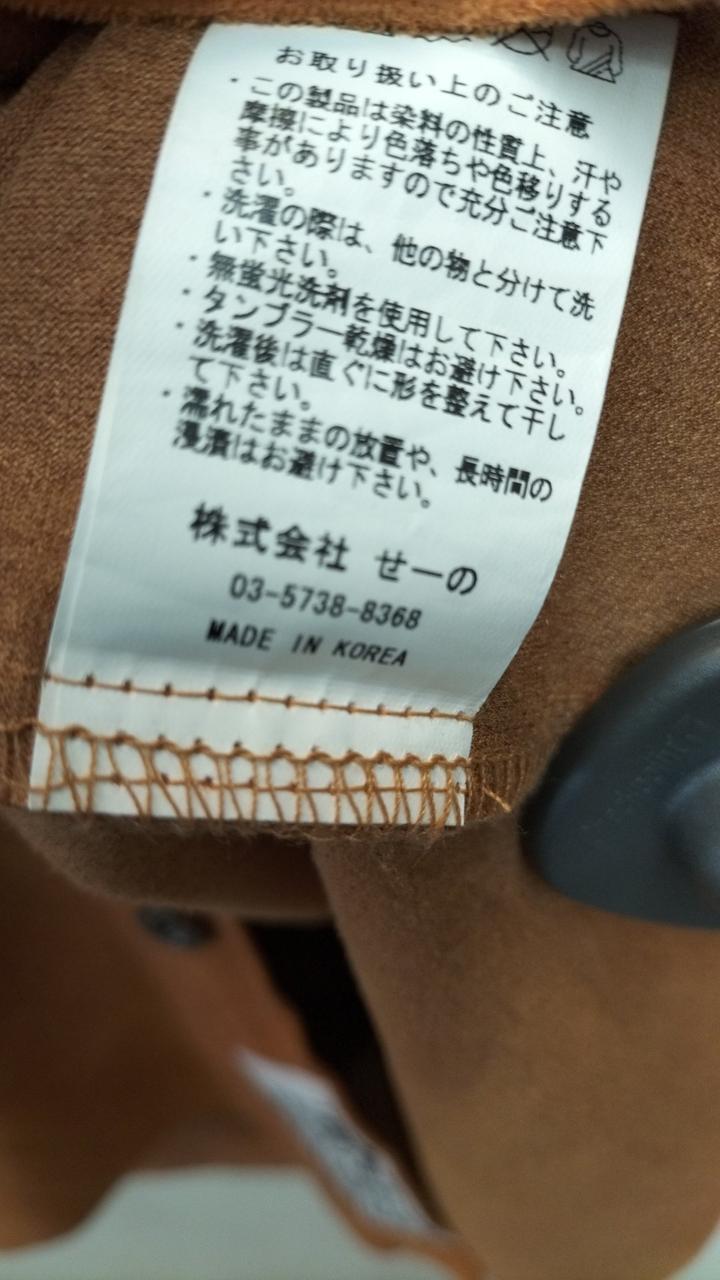 お取り扱い上のご注意
・この製品は染料の性質上、汗や
摩擦により色落ちや色移りする
事がありますので充分ご注意下
さい。
・洗濯の際は、他の物と分けて洗
い下さい。
・無蛍光洗剤を使用して下さい。
・タンブラー乾燥はお避け下さい。
・洗濯後は直ぐに形を整えて干し
て下さい。
・濡れたままの放置や、長時間の
浸漬はお避け下さい。
株式会社 せーの
03-5738-8368
MADE IN KOREA